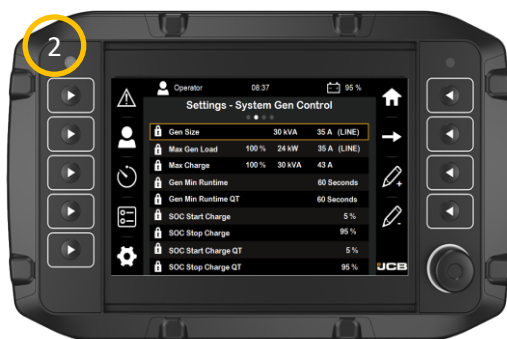 2
Operator 08:37 95 %
Settings - System Gen Control
Gen Size 30 kVA 35 A (LINE)
Max Gen Load 100 % 24 kW 35 A (LINE)
Max Charge 100 % 30 kVA 43 A
Gen Min Runtime 60 Seconds
Gen Min Runtime QT 60 Seconds
SOC Start Charge 5 %
SOC Stop Charge 95 %
SOC Start Charge QT 5 %
SOC Stop Charge QT 95 %
JCB